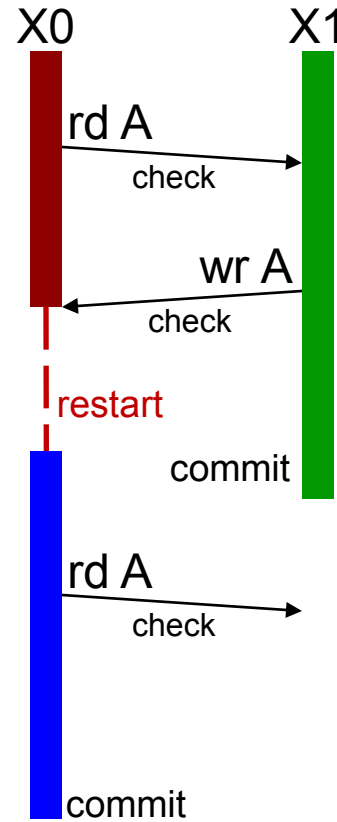 X0 X1
rd A
check
wr A
check
restart
commit
rd A
check
commit